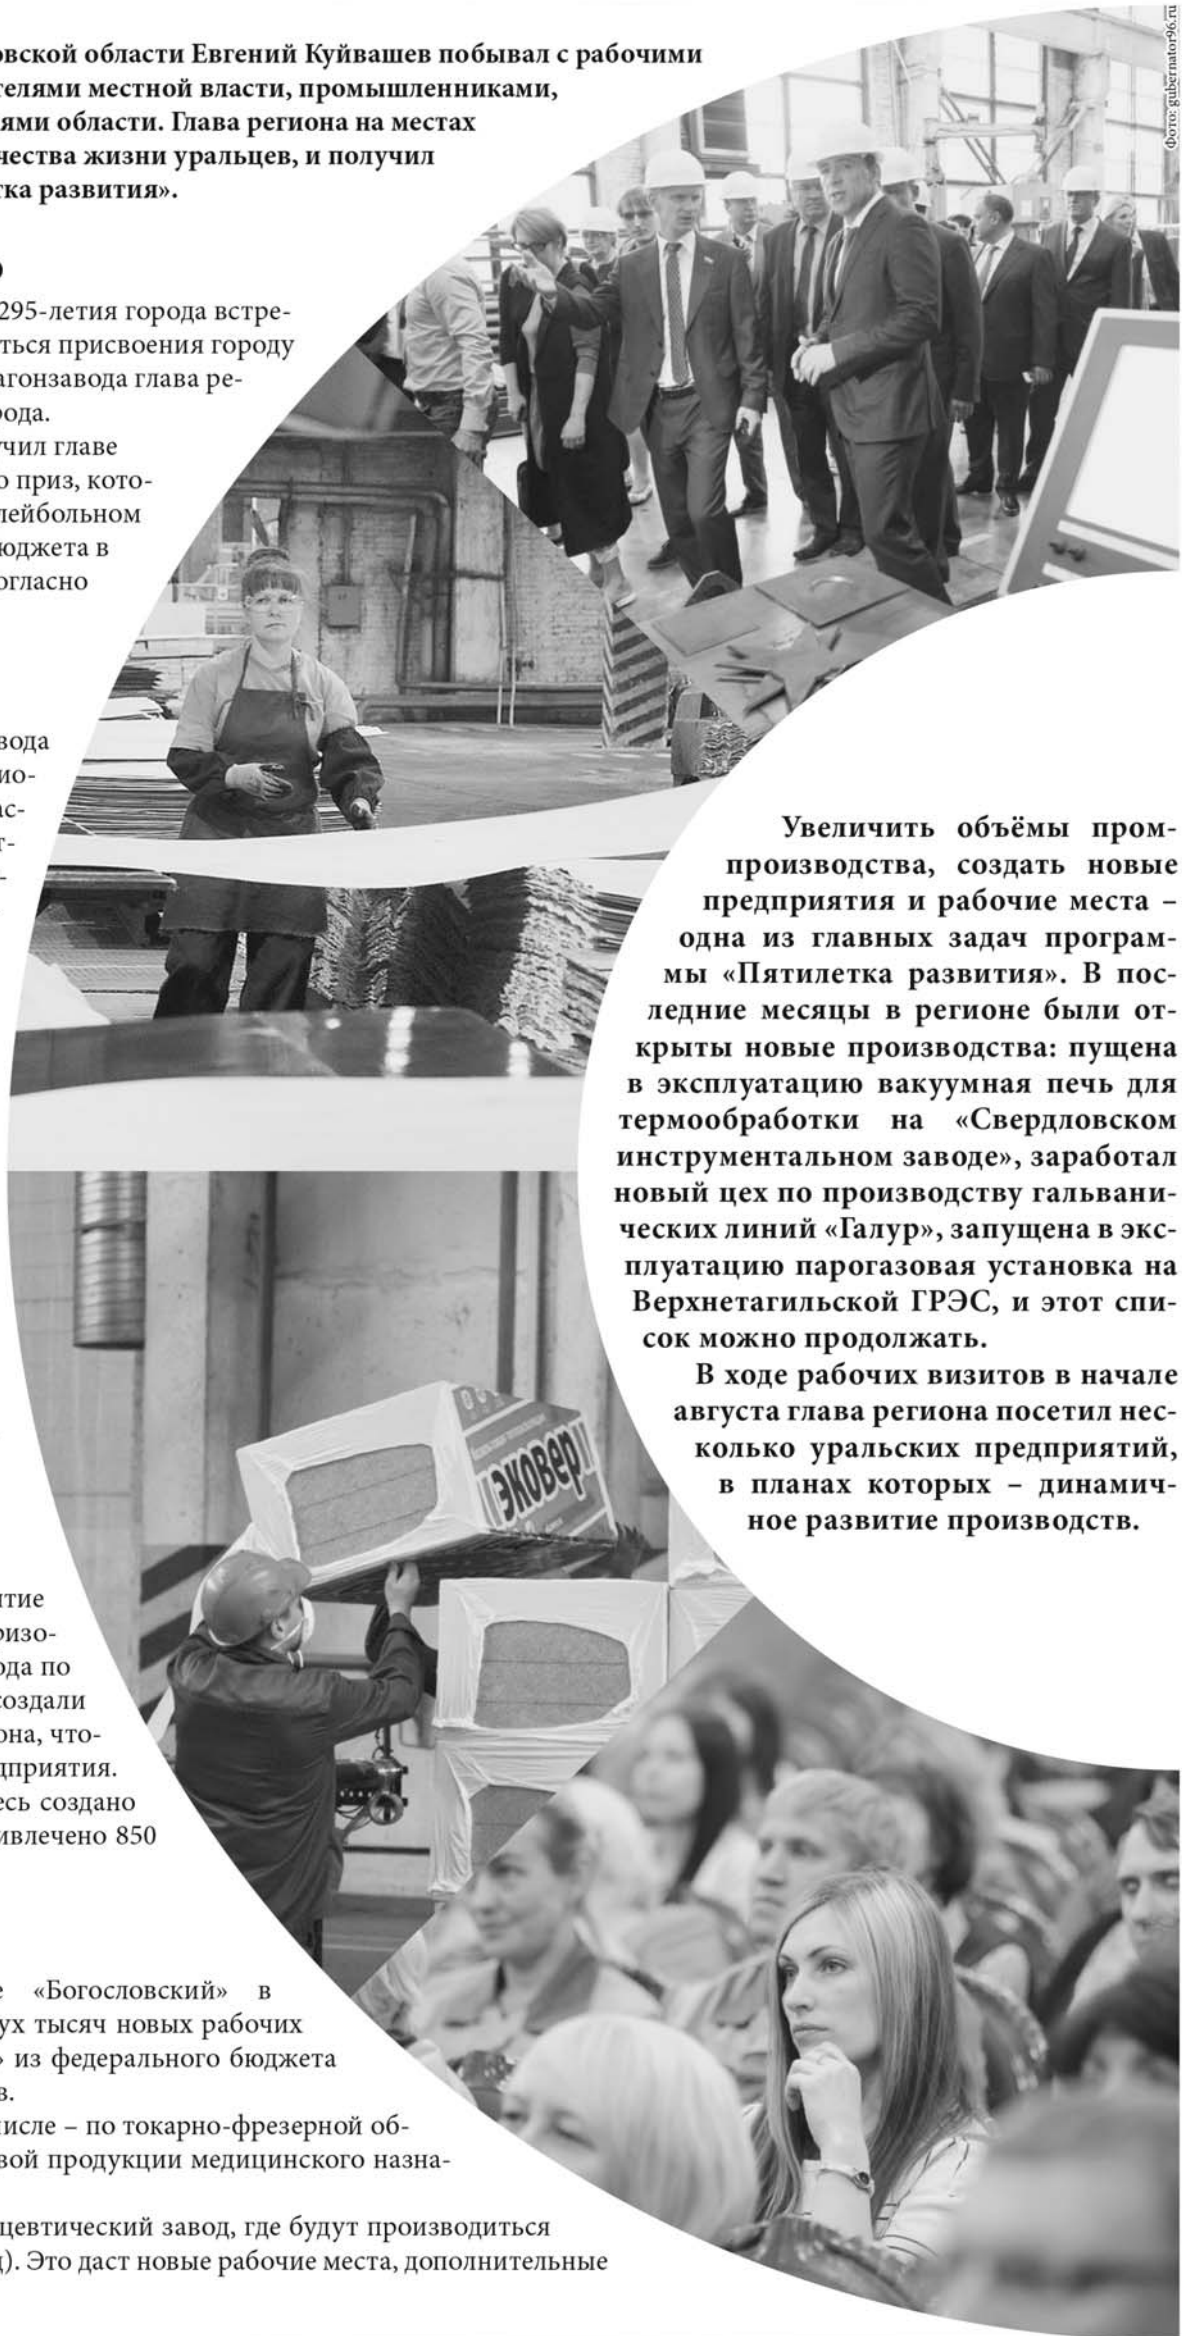 овской области Евгений Куйвашев побывал с рабочими
телями местной власти, промышленниками,
ями области. Глава региона на местах
чества жизни уральцев, и получил
тка развития».
295-летия города встре-
ться присвоения городу
агонзавода глава ре-
рода.
учил главе
о приз, кото-
лейбольном
юджета в
огласно
вода
ио-
ас-
т-
итие
ризо-
ода по
создали
она, что-
дприятия.
есь создано
ивлечено 850
е «Богословский» в
ух тысяч новых рабочих
» из федерального бюджета
в.
числе – по токарно-фрезерной об-
вой продукции медицинского назна-
цевтический завод, где будут производиться
д). Это даст новые рабочие места, дополнительные
Фото: gubernator96.ru
Увеличить объёмы пром-
производства, создать новые
предприятия и рабочие места –
одна из главных задач програм-
мы «Пятилетка развития». В пос-
ледние месяцы в регионе были от-
крыты новые производства: пущена
в эксплуатацию вакуумная печь для
термообработки на «Свердловском
инструментальном заводе», заработал
новый цех по производству гальвани-
ческих линий «Галур», запущена в экс-
плуатацию парогазовая установка на
Верхнетагильской ГРЭС, и этот спи-
сок можно продолжать.
В ходе рабочих визитов в начале
августа глава региона посетил нес-
колько уральских предприятий,
в планах которых – динамич-
ное развитие производств.
эковер